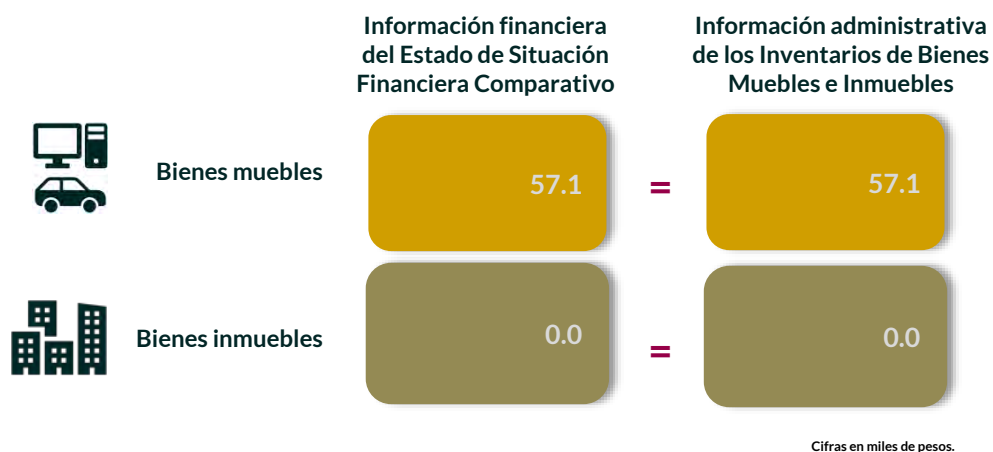 Información financiera
del Estado de Situación
Financiera Comparativo
Información administrativa
de los Inventarios de Bienes
Muebles e Inmuebles
Bienes muebles
57.1
=
57.1
Bienes inmuebles
0.0
=
0.0
Cifras en miles de pesos.